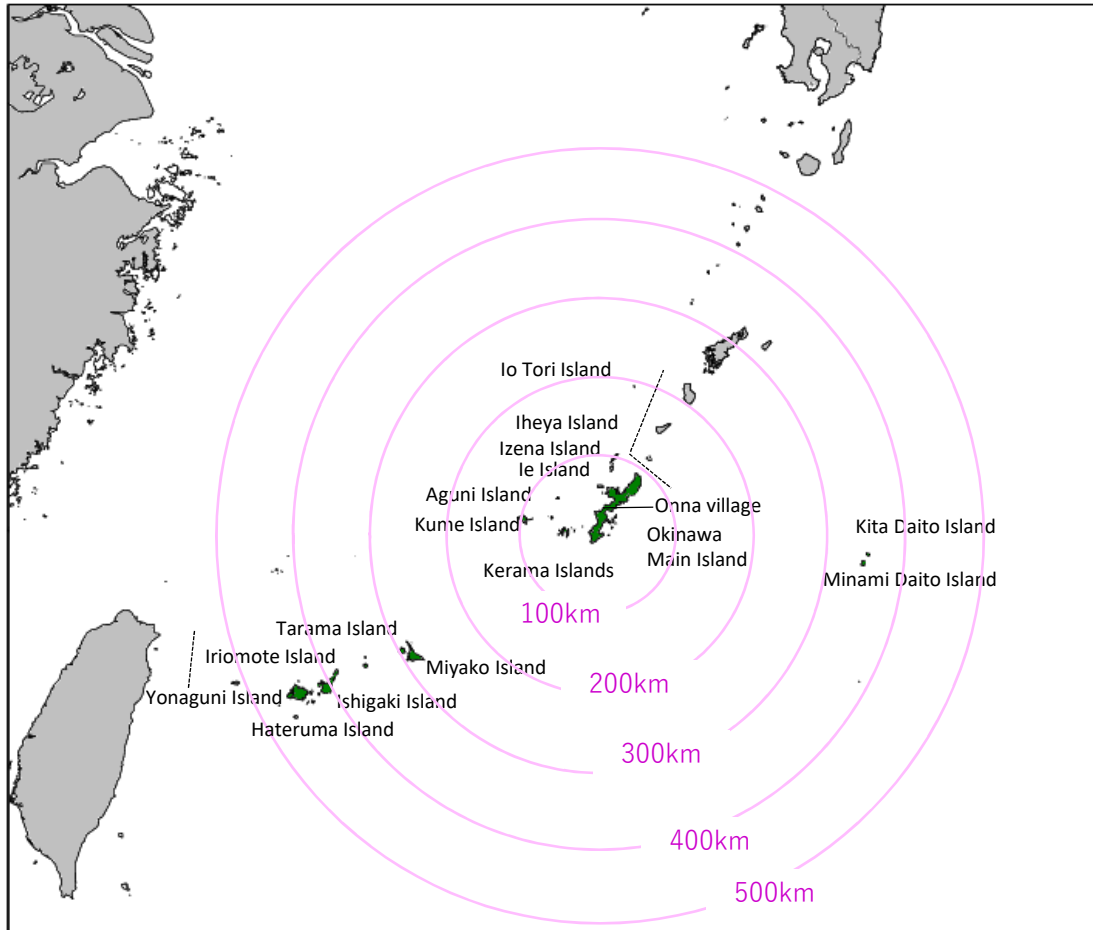 Io Tori Island
Iheya Island
Izena Island
Ie Island
Aguni Island
Onna village
Kume Island
Okinawa
Main Island
Kita Daito Island
Kerama Islands
Minami Daito Island
100km
Tarama Island
Iriomote Island
Miyako Island
200km
Yonaguni Island
Ishigaki Island
Hateruma Island
300km
400km
500km